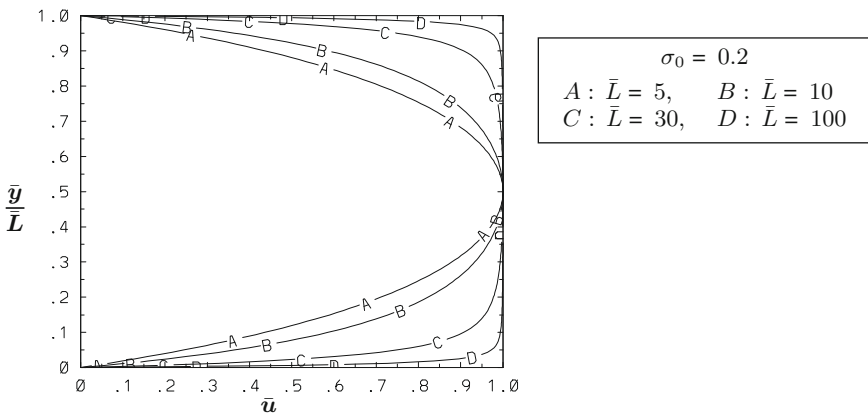 1.0
.9
.8
.7
.6
.5
.4
.3
.2
.1
0
ȳ
L̄
0 .1 .2 .3 .4 .5 .6 .7 .8 .9 1.0
ū
C D C D
A B
B C
A
B C
A
D
B
A B
D
A
B
A C
B C D
A B C D D
σ₀ = 0.2
A : L̄ = 5, B : L̄ = 10
C : L̄ = 30, D : L̄ = 100